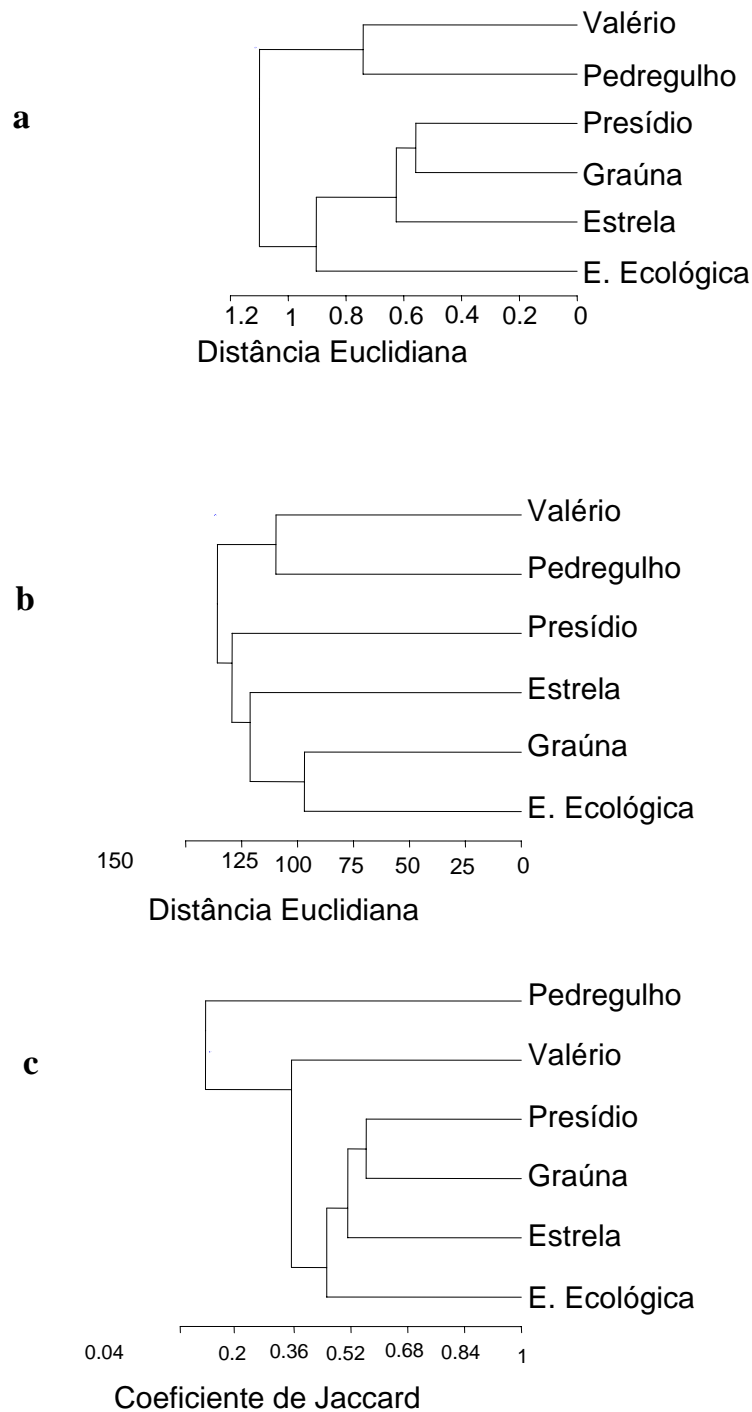 a
Valério
Pedregulho
Presídio
Graúna
Estrela
E. Ecológica
1.2 1 0.8 0.6 0.4 0.2 0
Distância Euclidiana
b
Valério
Pedregulho
Presídio
Estrela
Graúna
E. Ecológica
150 125 100 75 50 25 0
Distância Euclidiana
c
Pedregulho
Valério
Presídio
Graúna
Estrela
E. Ecológica
0.04 0.2 0.36 0.52 0.68 0.84 1
Coeficiente de Jaccard